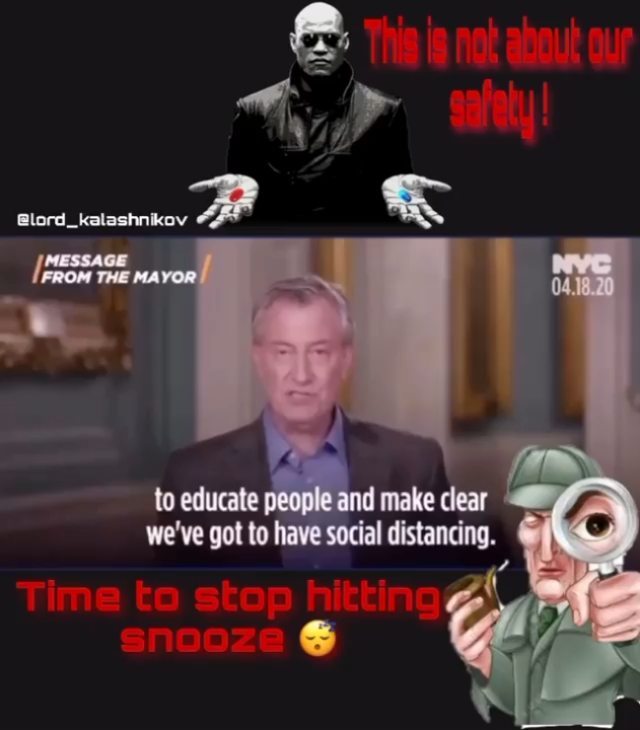 This is not about our
safety !
@lord_kalashnikov
MESSAGE
FROM THE MAYOR
NYC
04.18.20
to educate people and make clear
we've got to have social distancing.
Time to stop hitting
snooze 😴